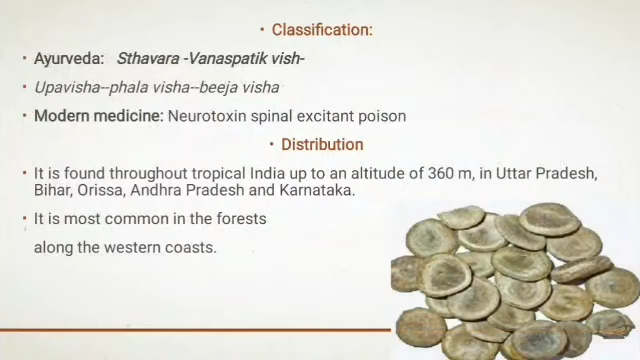 • Classification:
• Ayurveda: Sthavara -Vanaspatik vish-
• Upavisha--phala visha--beeja visha
• Modern medicine: Neurotoxin spinal excitant poison
• Distribution
• It is found throughout tropical India up to an altitude of 360 m, in Uttar Pradesh,
Bihar, Orissa, Andhra Pradesh and Karnataka.
• It is most common in the forests
along the western coasts.